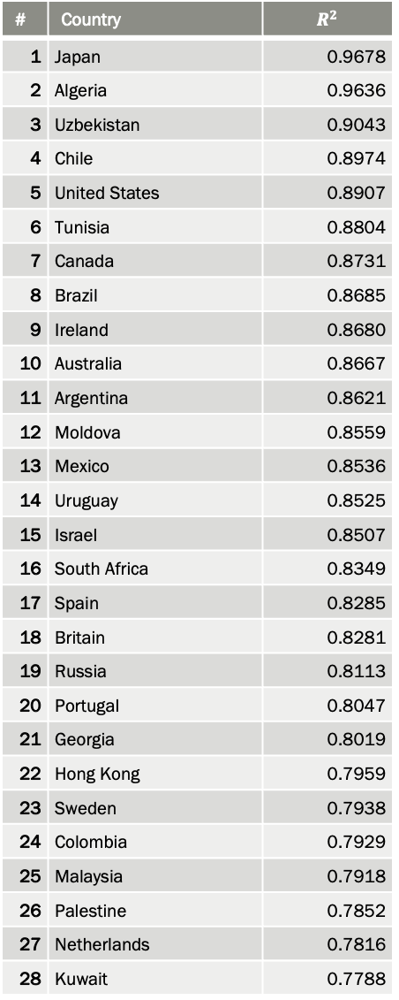 # Country R²
1 Japan 0.9678
2 Algeria 0.9636
3 Uzbekistan 0.9043
4 Chile 0.8974
5 United States 0.8907
6 Tunisia 0.8804
7 Canada 0.8731
8 Brazil 0.8685
9 Ireland 0.8680
10 Australia 0.8667
11 Argentina 0.8621
12 Moldova 0.8559
13 Mexico 0.8536
14 Uruguay 0.8525
15 Israel 0.8507
16 South Africa 0.8349
17 Spain 0.8285
18 Britain 0.8281
19 Russia 0.8113
20 Portugal 0.8047
21 Georgia 0.8019
22 Hong Kong 0.7959
23 Sweden 0.7938
24 Colombia 0.7929
25 Malaysia 0.7918
26 Palestine 0.7852
27 Netherlands 0.7816
28 Kuwait 0.7788